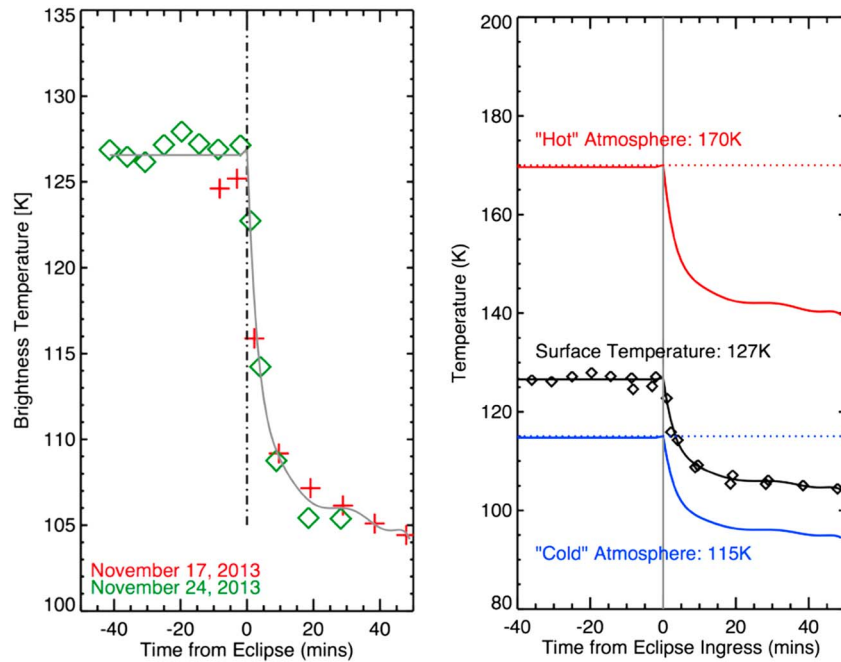 135
130
125
120
115
110
105
100
Brightness Temperature [K]
November 17, 2013
November 24, 2013
-40 -20 0 20 40
Time from Eclipse (mins)
200
180
160
140
120
100
80
Temperature (K)
"Hot" Atmosphere: 170K
Surface Temperature: 127K
"Cold" Atmosphere: 115K
-40 -20 0 20 40
Time from Eclipse Ingress (mins)